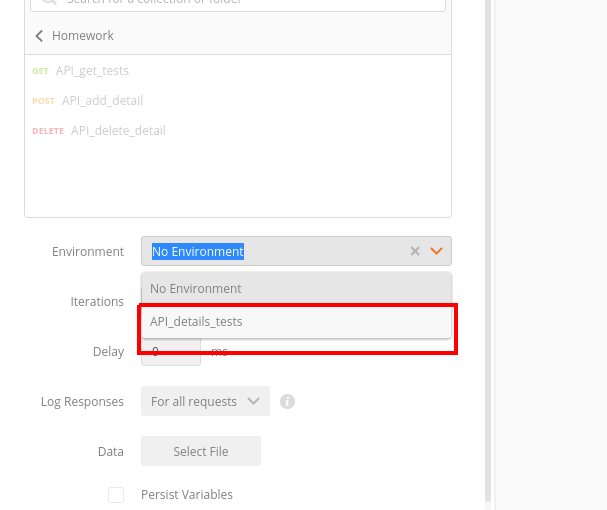 Search for a collection or folder
Homework
GET API_get_tests
POST API_add_detail
DELETE API_delete_detail
Environment No Environment
No Environment
Iterations
API_details_tests
Delay 0 ms
Log Responses For all requests
Data Select File
Persist Variables